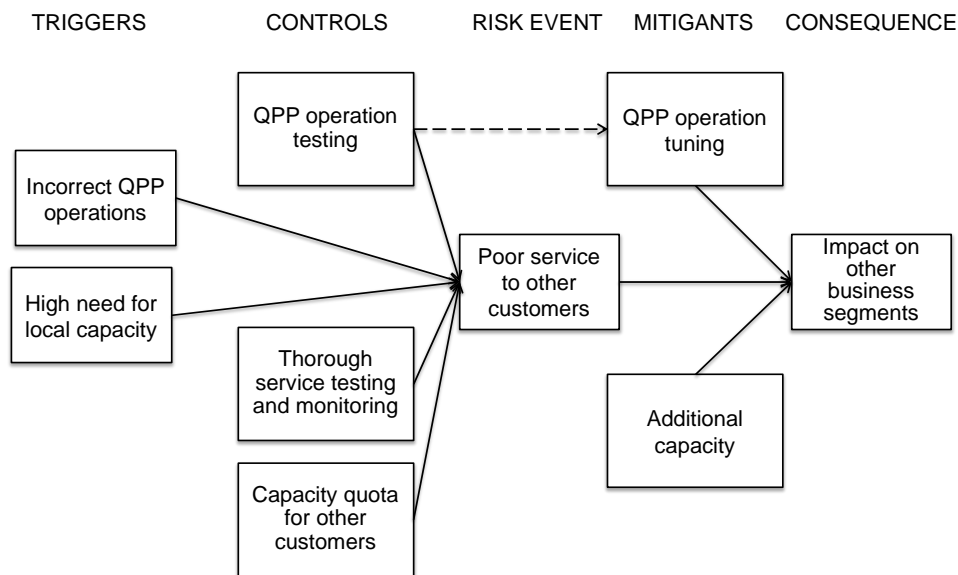 TRIGGERS CONTROLS RISK EVENT MITIGANTS CONSEQUENCE
QPP operation
testing
QPP operation
tuning
Incorrect QPP
operations
Poor service
to other
customers
Impact on
other
business
segments
High need for
local capacity
Thorough
service testing
and monitoring
Additional
capacity
Capacity quota
for other
customers